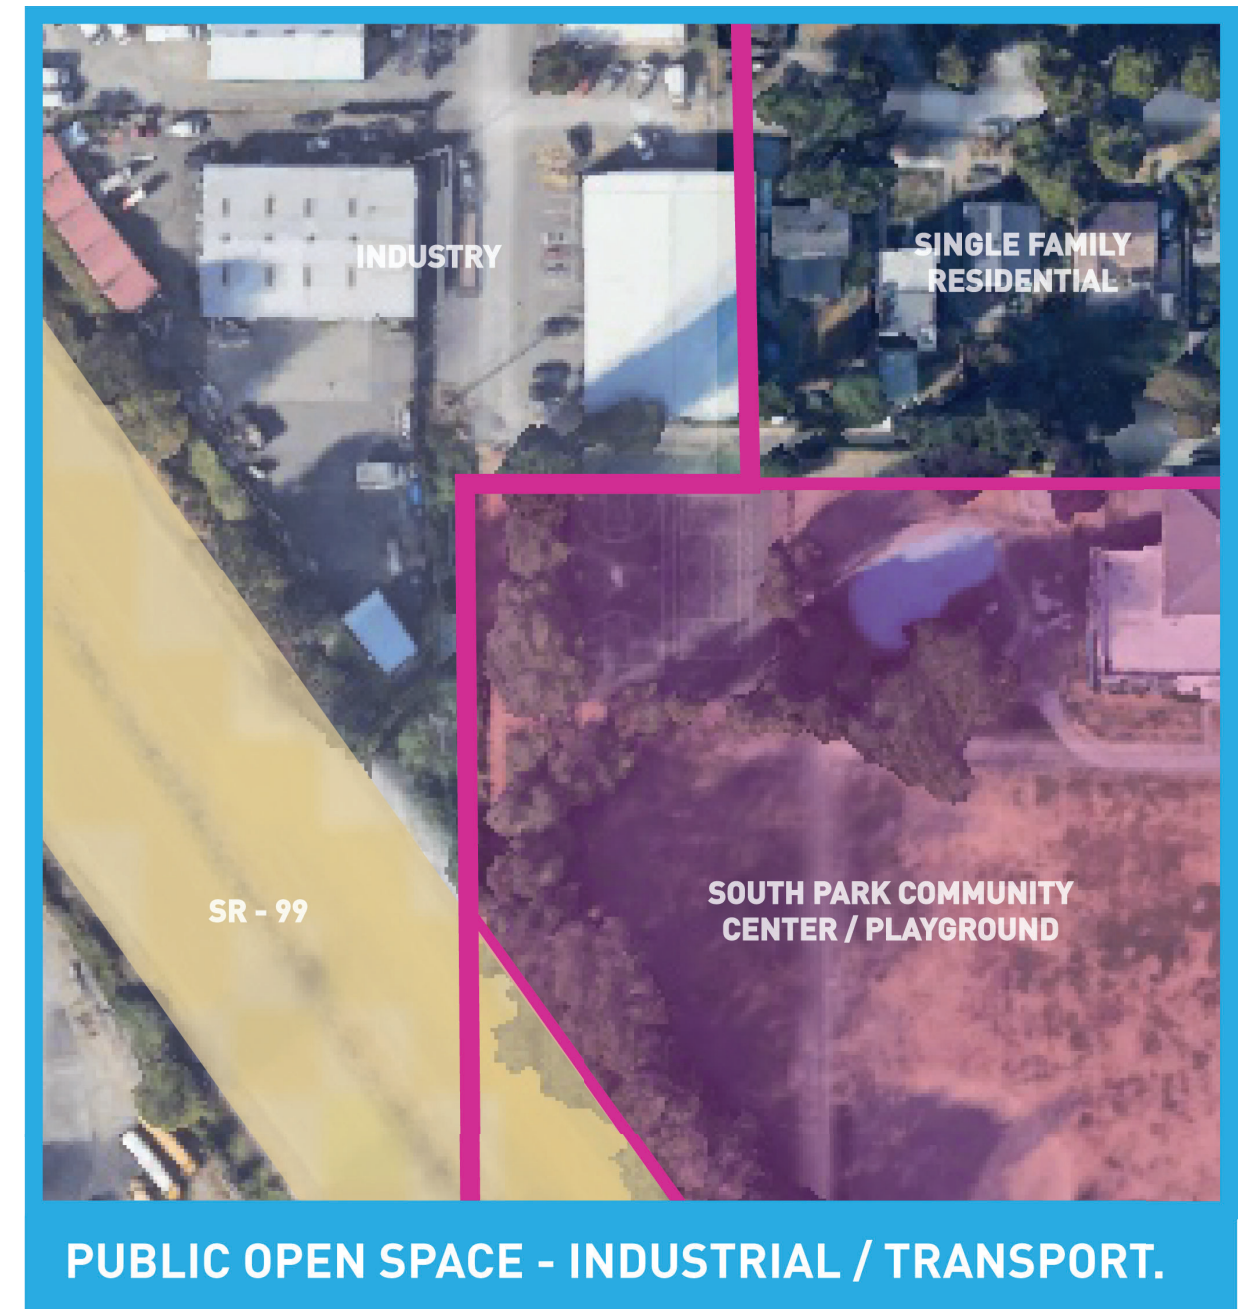 INDUSTRY
SINGLE FAMILY
RESIDENTIAL
SR - 99
SOUTH PARK COMMUNITY
CENTER / PLAYGROUND
PUBLIC OPEN SPACE - INDUSTRIAL / TRANSPORT.